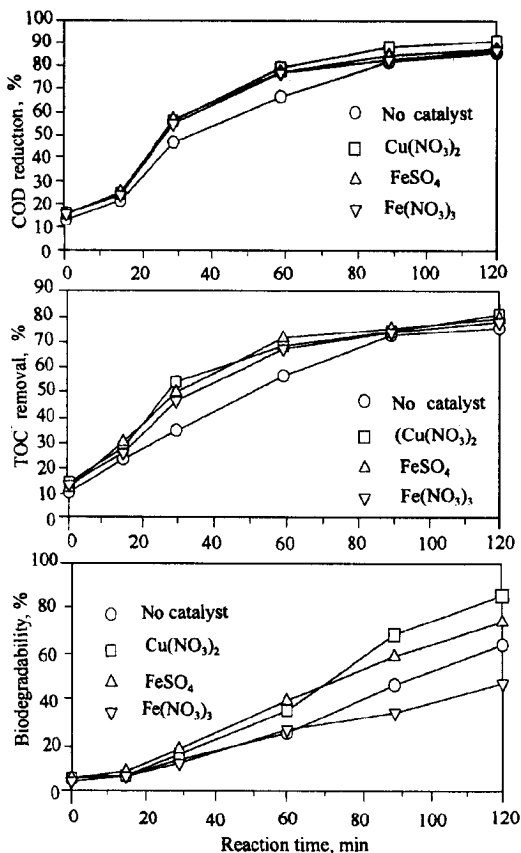 100
90
80
70
60
50
40
30
20
10
0
COD reduction, %
No catalyst
Cu(NO₃)₂
FeSO₄
Fe(NO₃)₃
0 20 40 60 80 100 120
90
80
70
60
50
40
30
20
10
0
TOC removal, %
No catalyst
(Cu(NO₃)₂
FeSO₄
Fe(NO₃)₃
0 20 40 60 80 100 120
100
80
60
40
20
0
Biodegradability, %
No catalyst
Cu(NO₃)₂
FeSO₄
Fe(NO₃)₃
0 20 40 60 80 100 120
Reaction time, min